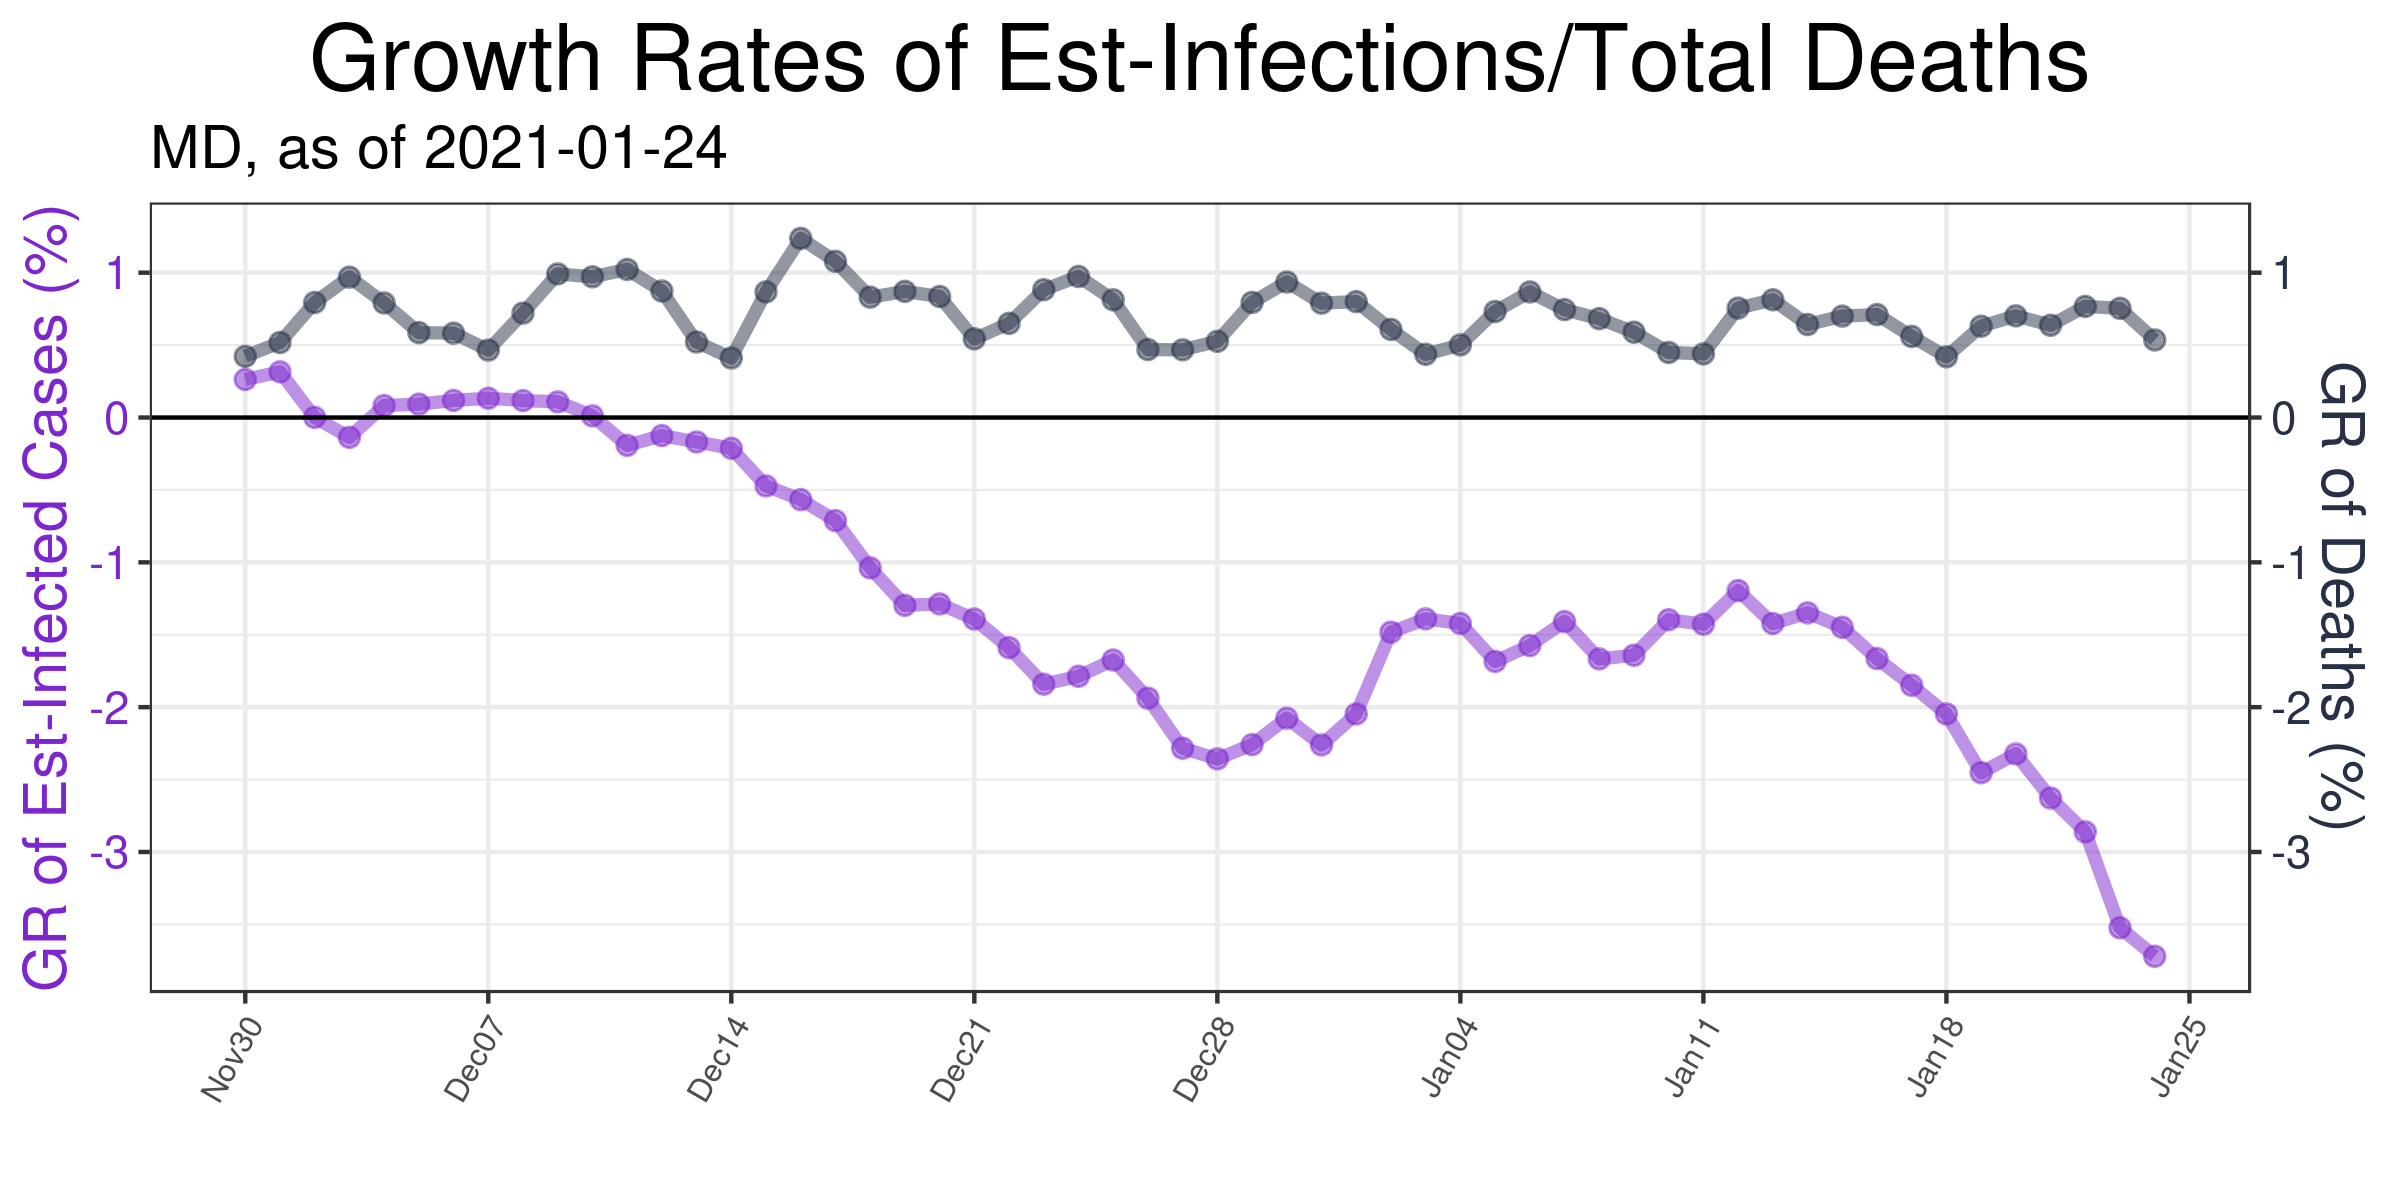 Growth Rates of Est-Infections/Total Deaths
MD, as of 2021-01-24
GR of Est-Infected Cases (%)
1
0
-1
-2
-3
1
0
-1
-2
-3
GR of Deaths (%)
Nov30
Dec07
Dec14
Dec21
Dec28
Jan04
Jan11
Jan18
Jan25